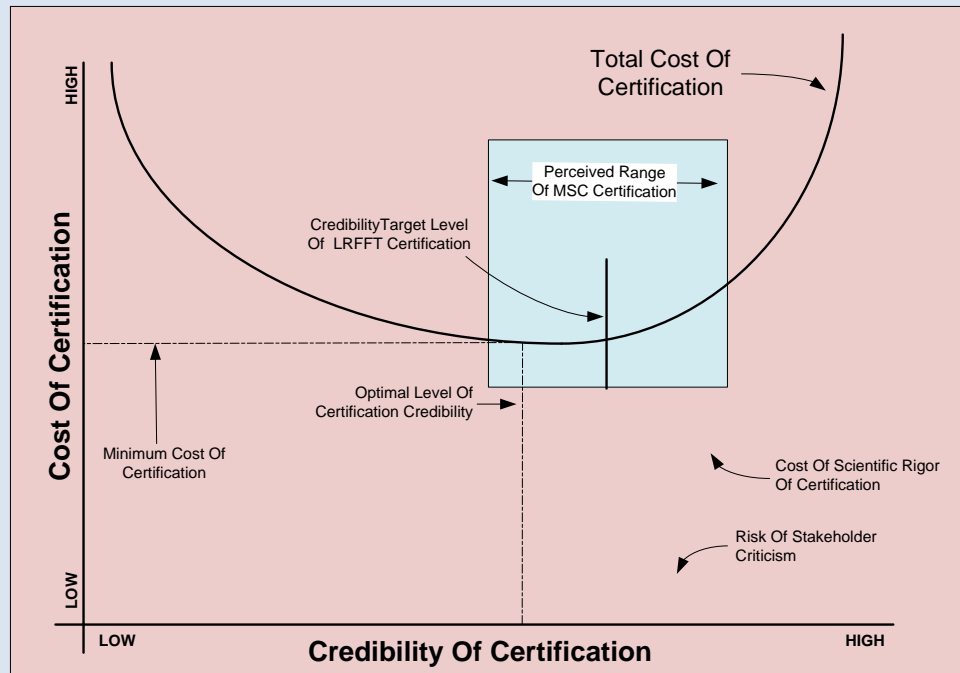 Total Cost Of
Certification
HIGH
Perceived Range
Of MSC Certification
CredibilityTarget Level
Of LRFFT Certification
Cost Of Certification
Optimal Level Of
Certification Credibility
Minimum Cost Of
Certification
Cost Of Scientific Rigor
Of Certification
Risk Of Stakeholder
Criticism
LOW
LOW
HIGH
Credibility Of Certification